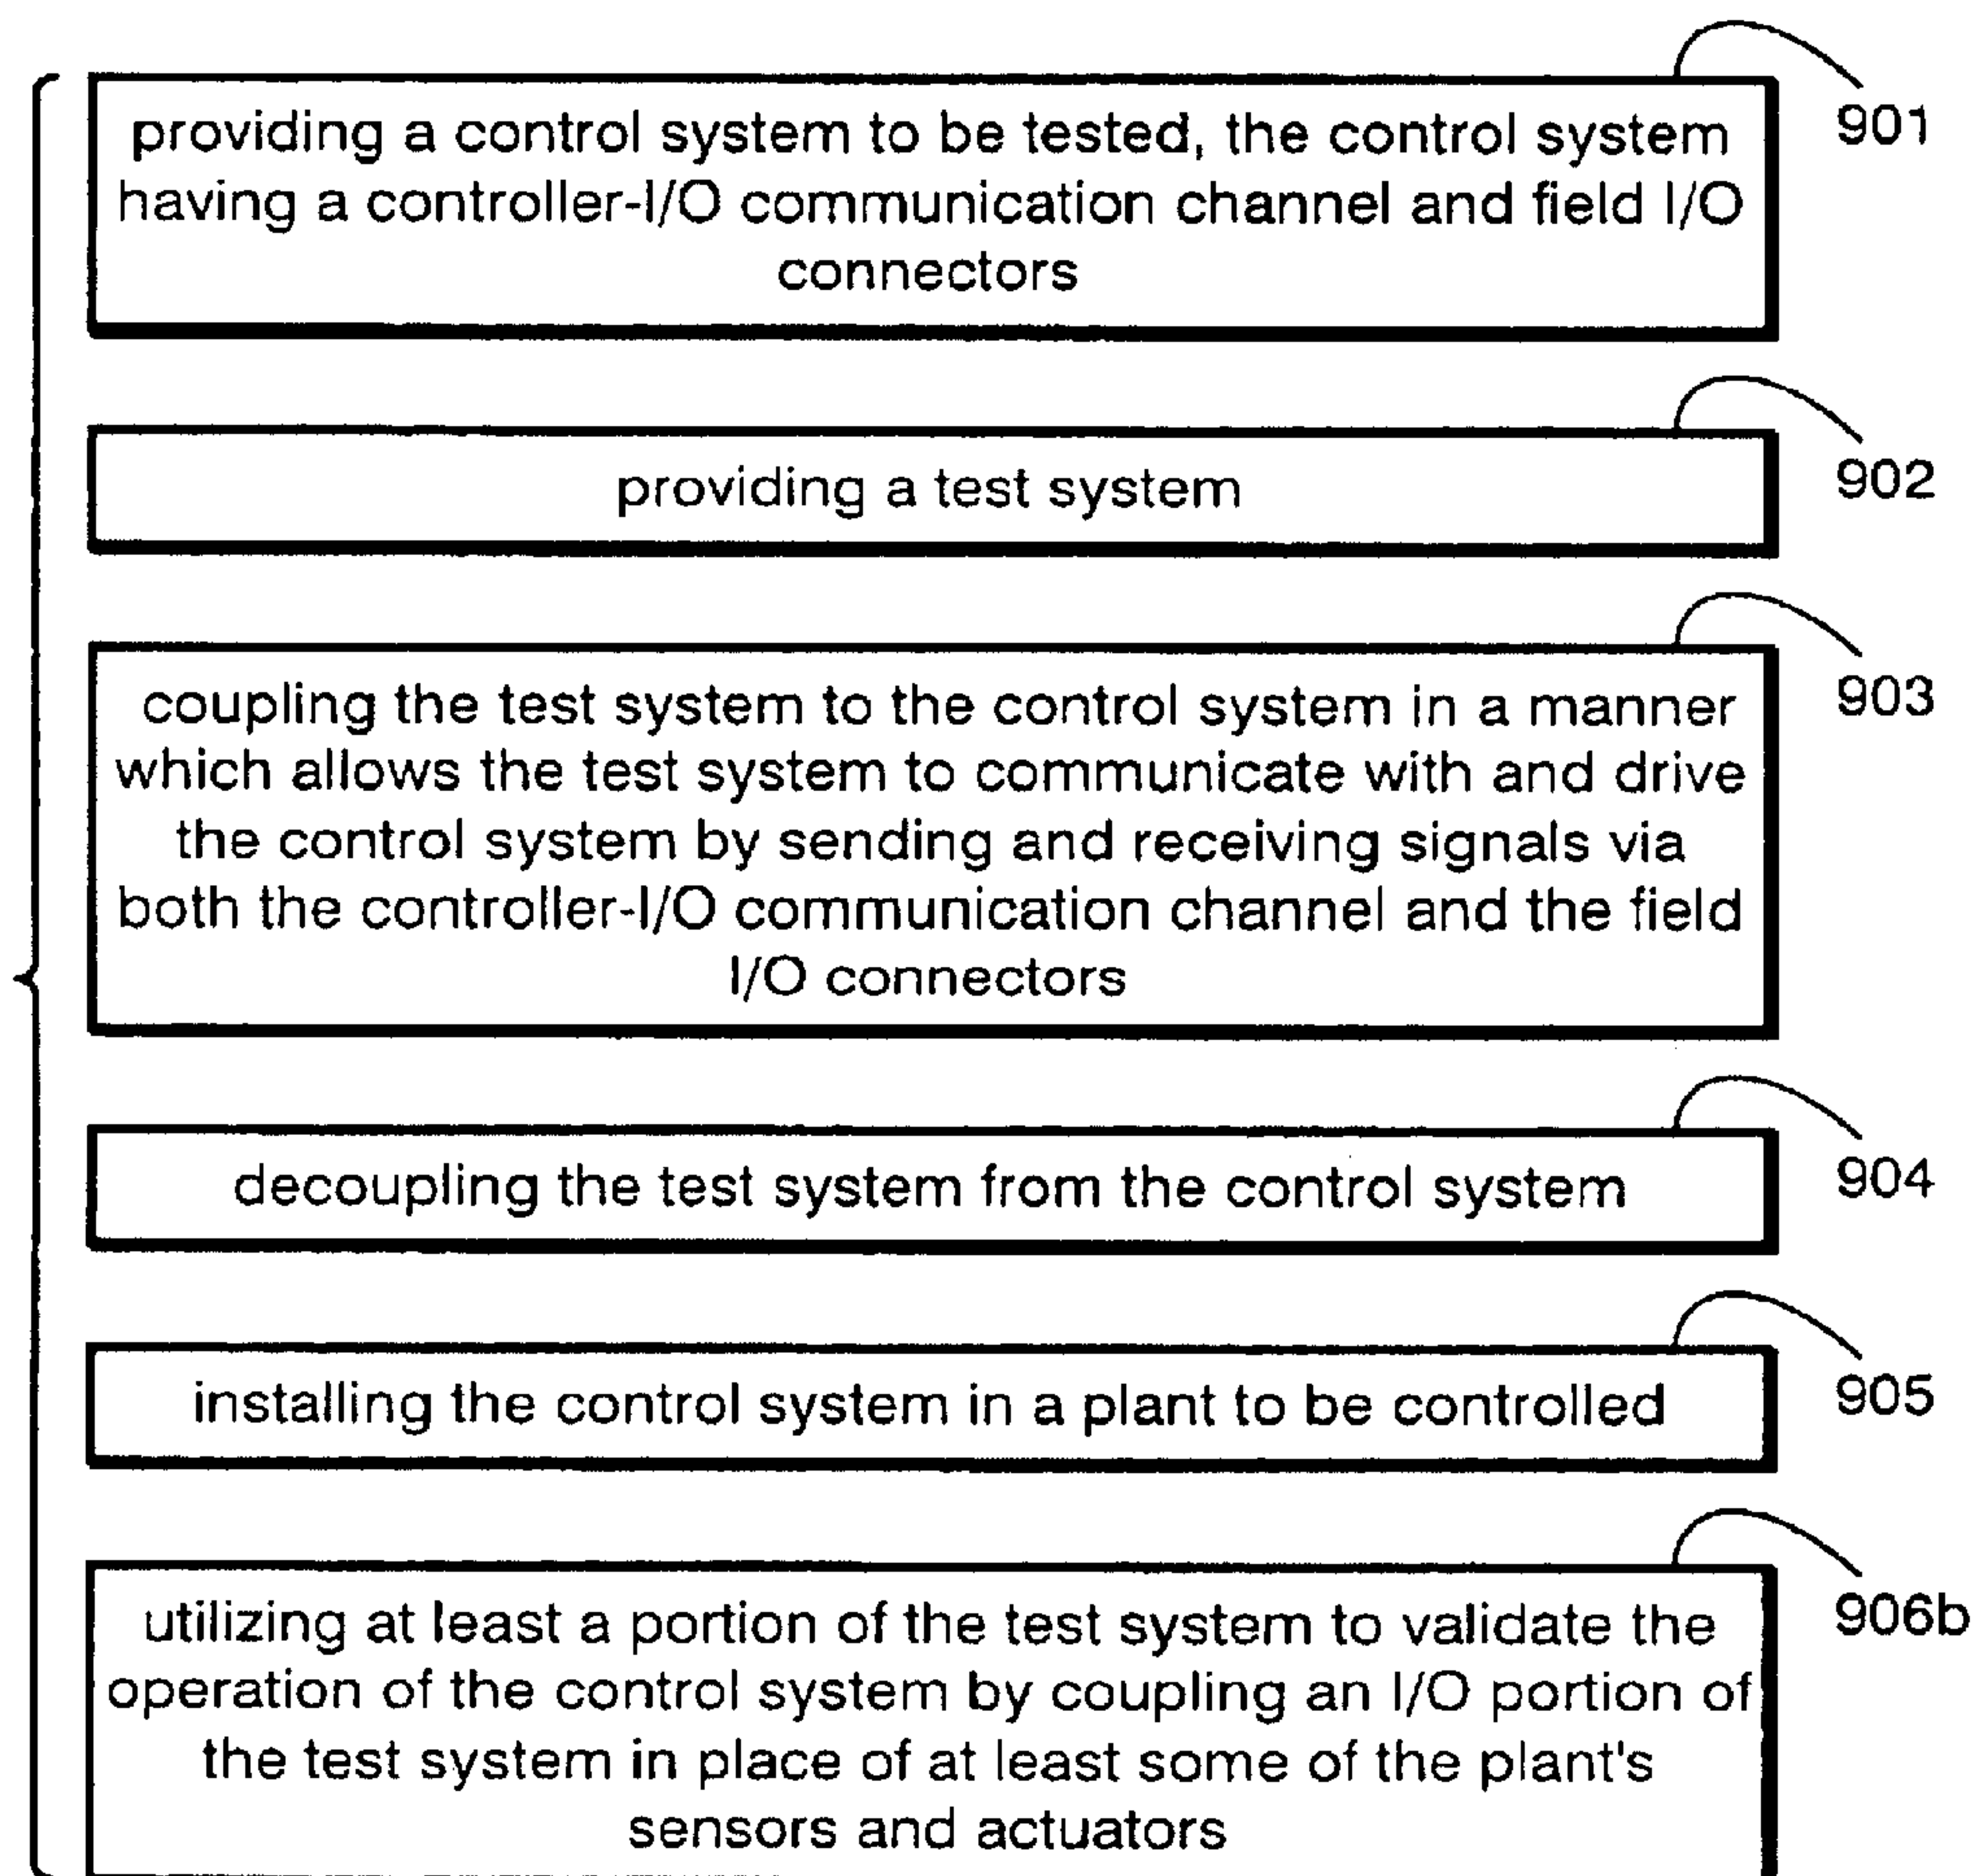 901
providing a control system to be tested, the control system
having a controller-I/O communication channel and field I/O
connectors
902
providing a test system
903
coupling the test system to the control system in a manner
which allows the test system to communicate with and drive
the control system by sending and receiving signals via
both the controller-I/O communication channel and the field
I/O connectors
904
decoupling the test system from the control system
905
installing the control system in a plant to be controlled
906b
utilizing at least a portion of the test system to validate the
operation of the control system by coupling an I/O portion of
the test system in place of at least some of the plant's
sensors and actuators